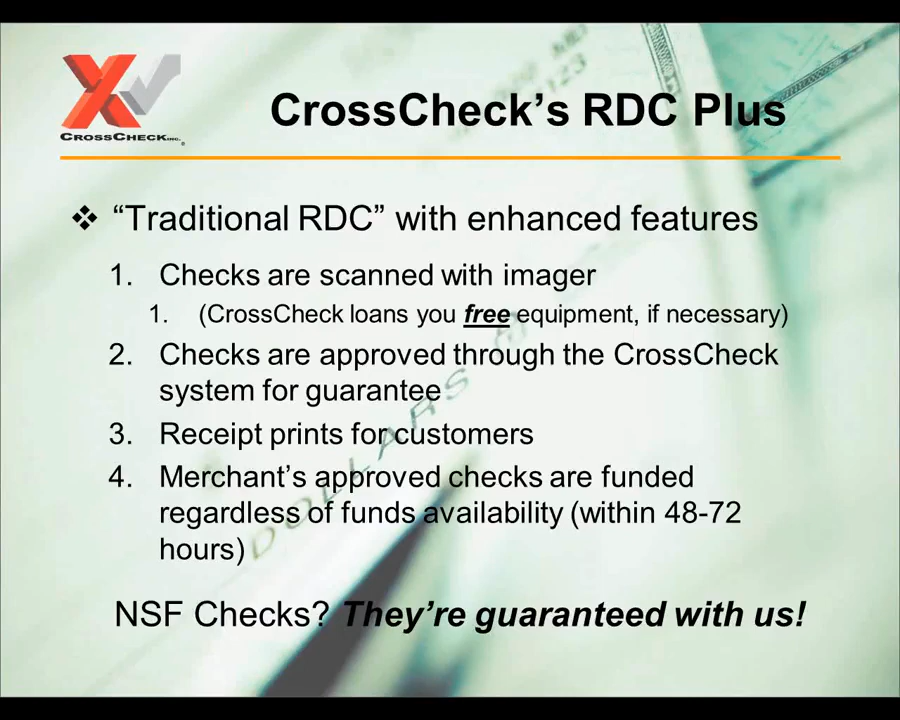 CROSSCHECK INC.
CrossCheck’s RDC Plus
❖ “Traditional RDC” with enhanced features
1. Checks are scanned with imager
1. (CrossCheck loans you free equipment, if necessary)
2. Checks are approved through the CrossCheck
system for guarantee
3. Receipt prints for customers
4. Merchant’s approved checks are funded
regardless of funds availability (within 48-72
hours)
DOLLARS
NSF Checks? They’re guaranteed with us!